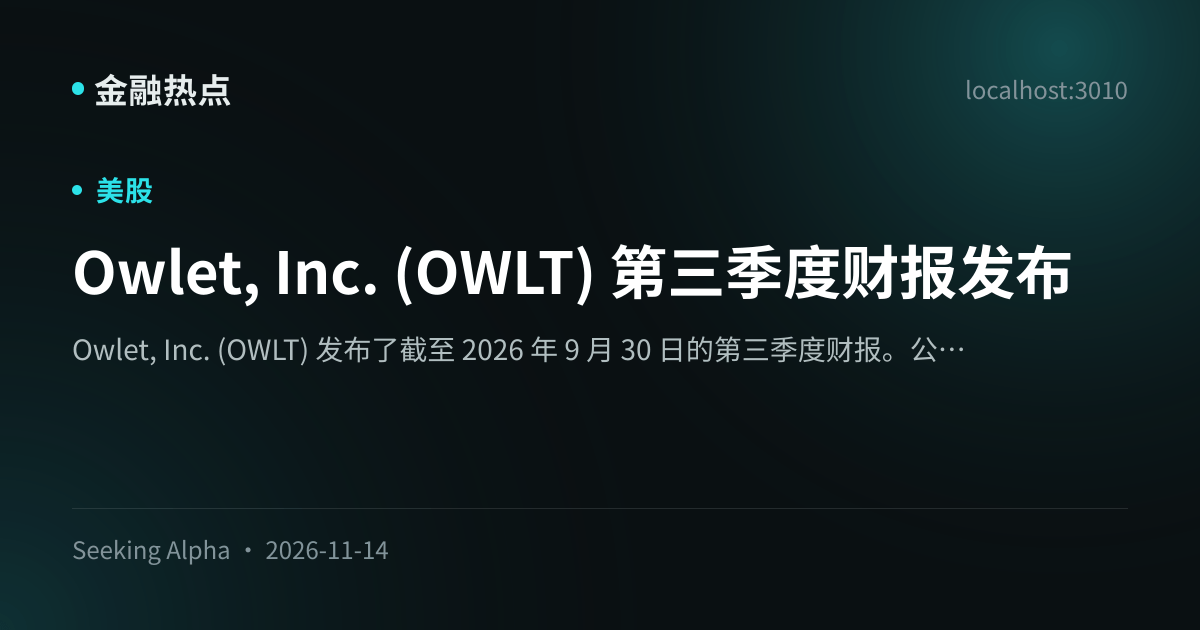 金融热点
localhost:3010
美股
Owlet, Inc. (OWLT) 第三季度财报发布
Owlet, Inc. (OWLT) 发布了截至 2026 年 9 月 30 日的第三季度财报。公…
Seeking Alpha · 2026-11-14